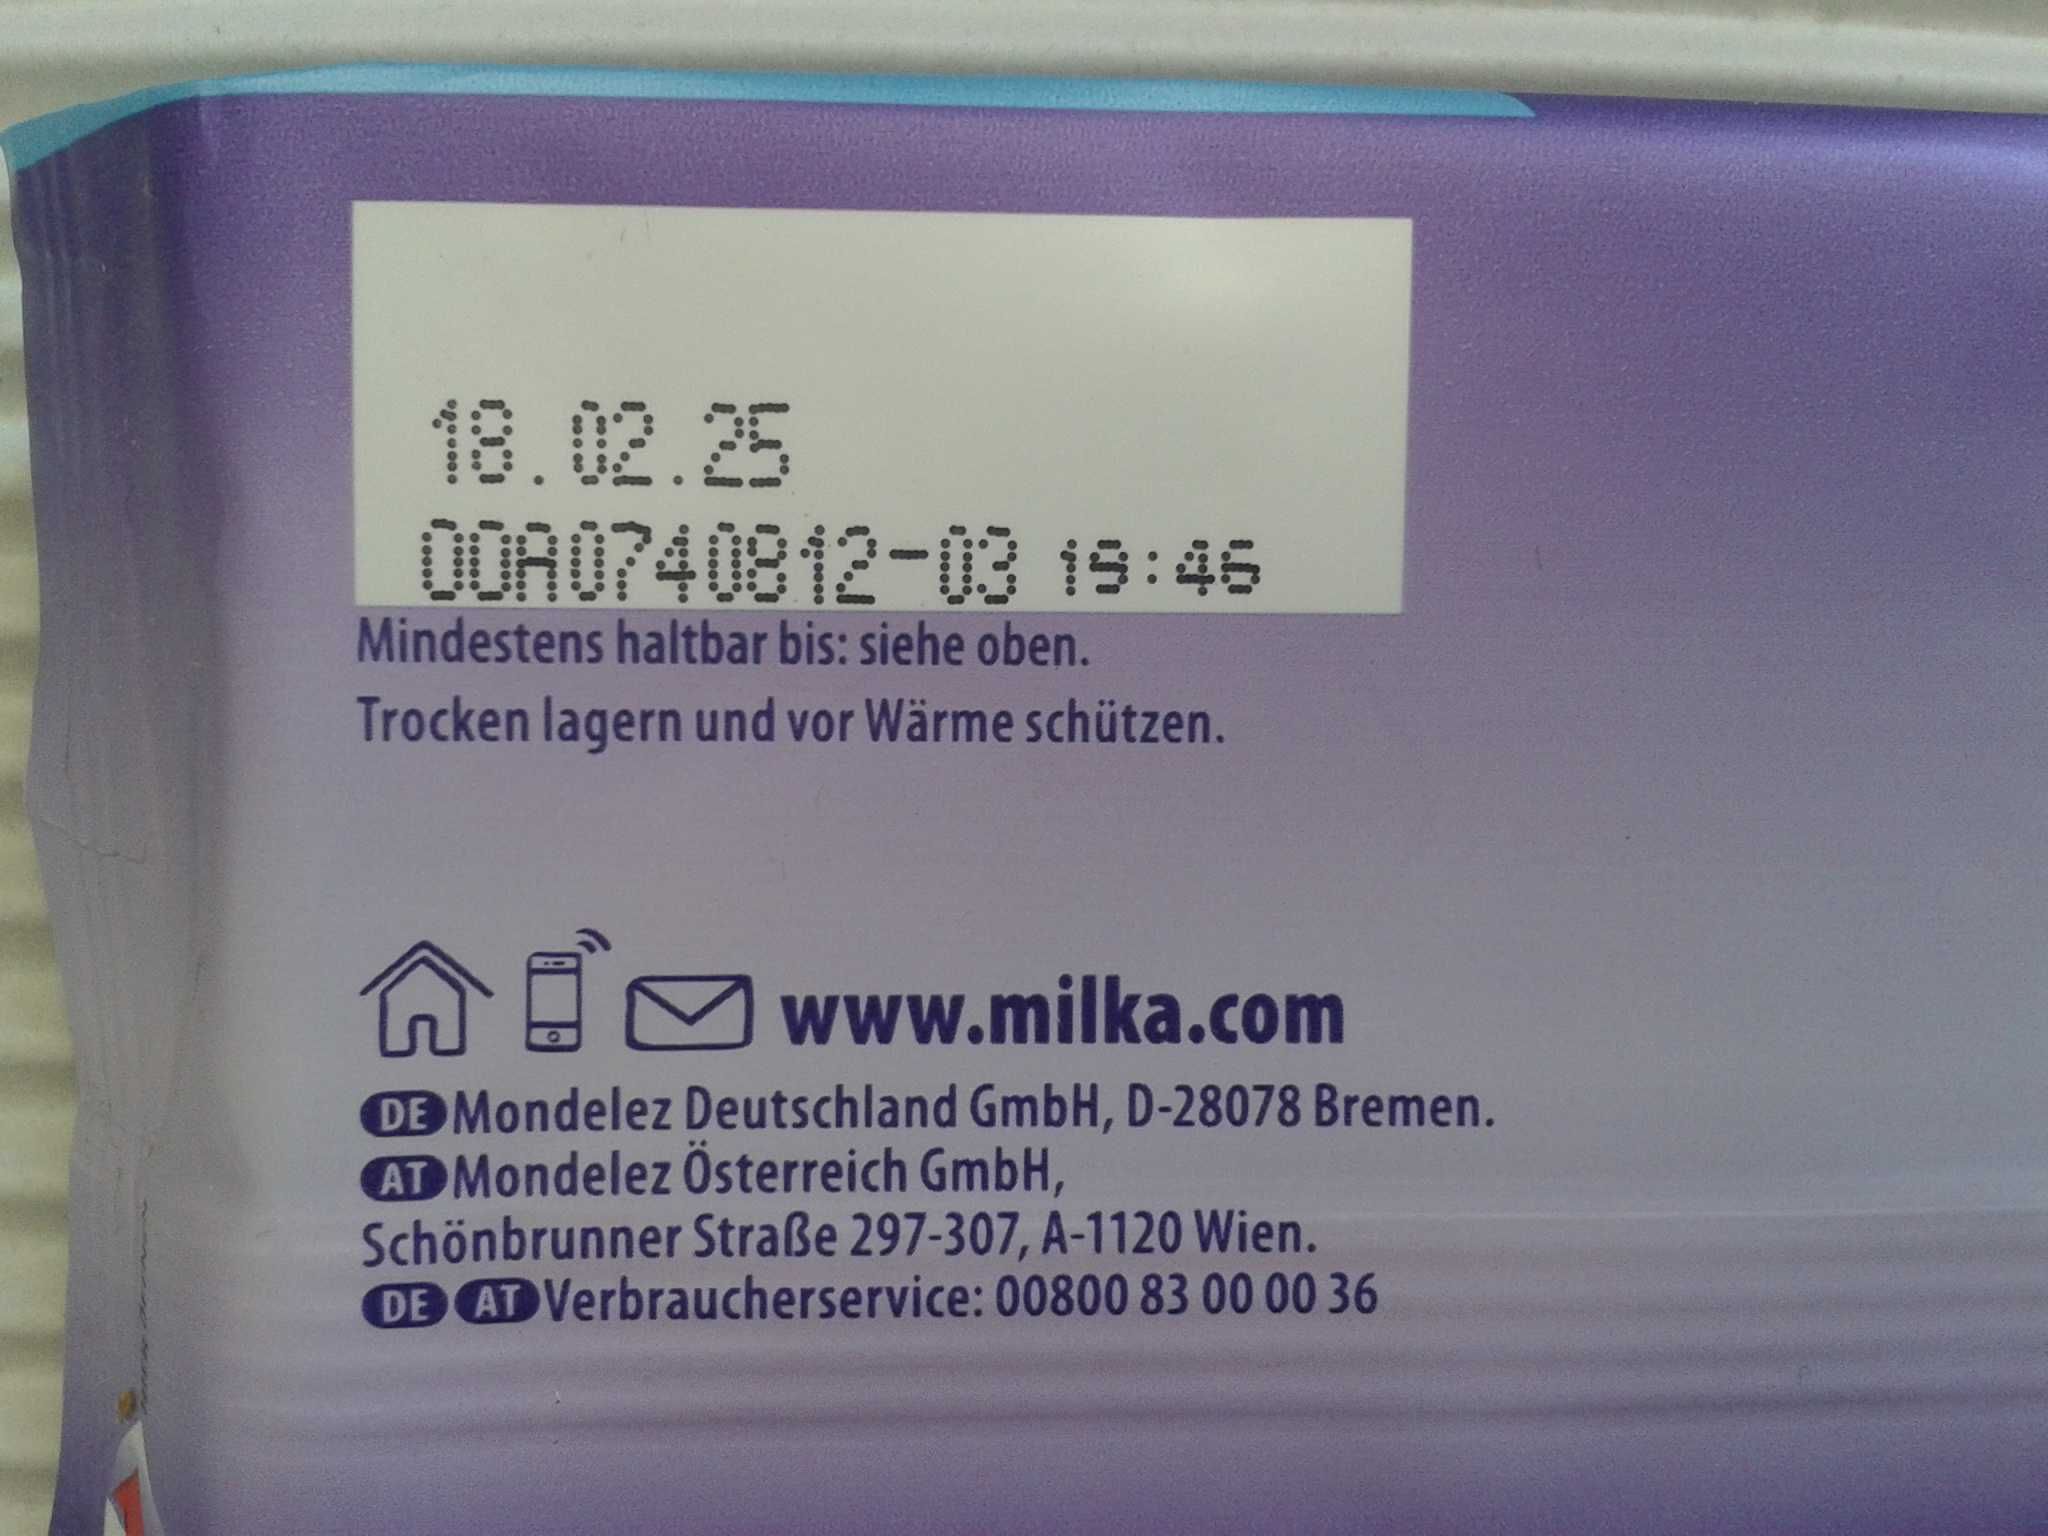 18.02.25
OOA0740812-03 19:46
Mindestens haltbar bis: siehe oben.
Trocken lagern und vor Wärme schützen.
www.milka.com
DE Mondelez Deutschland GmbH, D-28078 Bremen.
AT Mondelez Österreich GmbH,
Schönbrunner Straße 297-307, A-1120 Wien.
DE AT Verbraucherservice: 00800 83 00 00 36